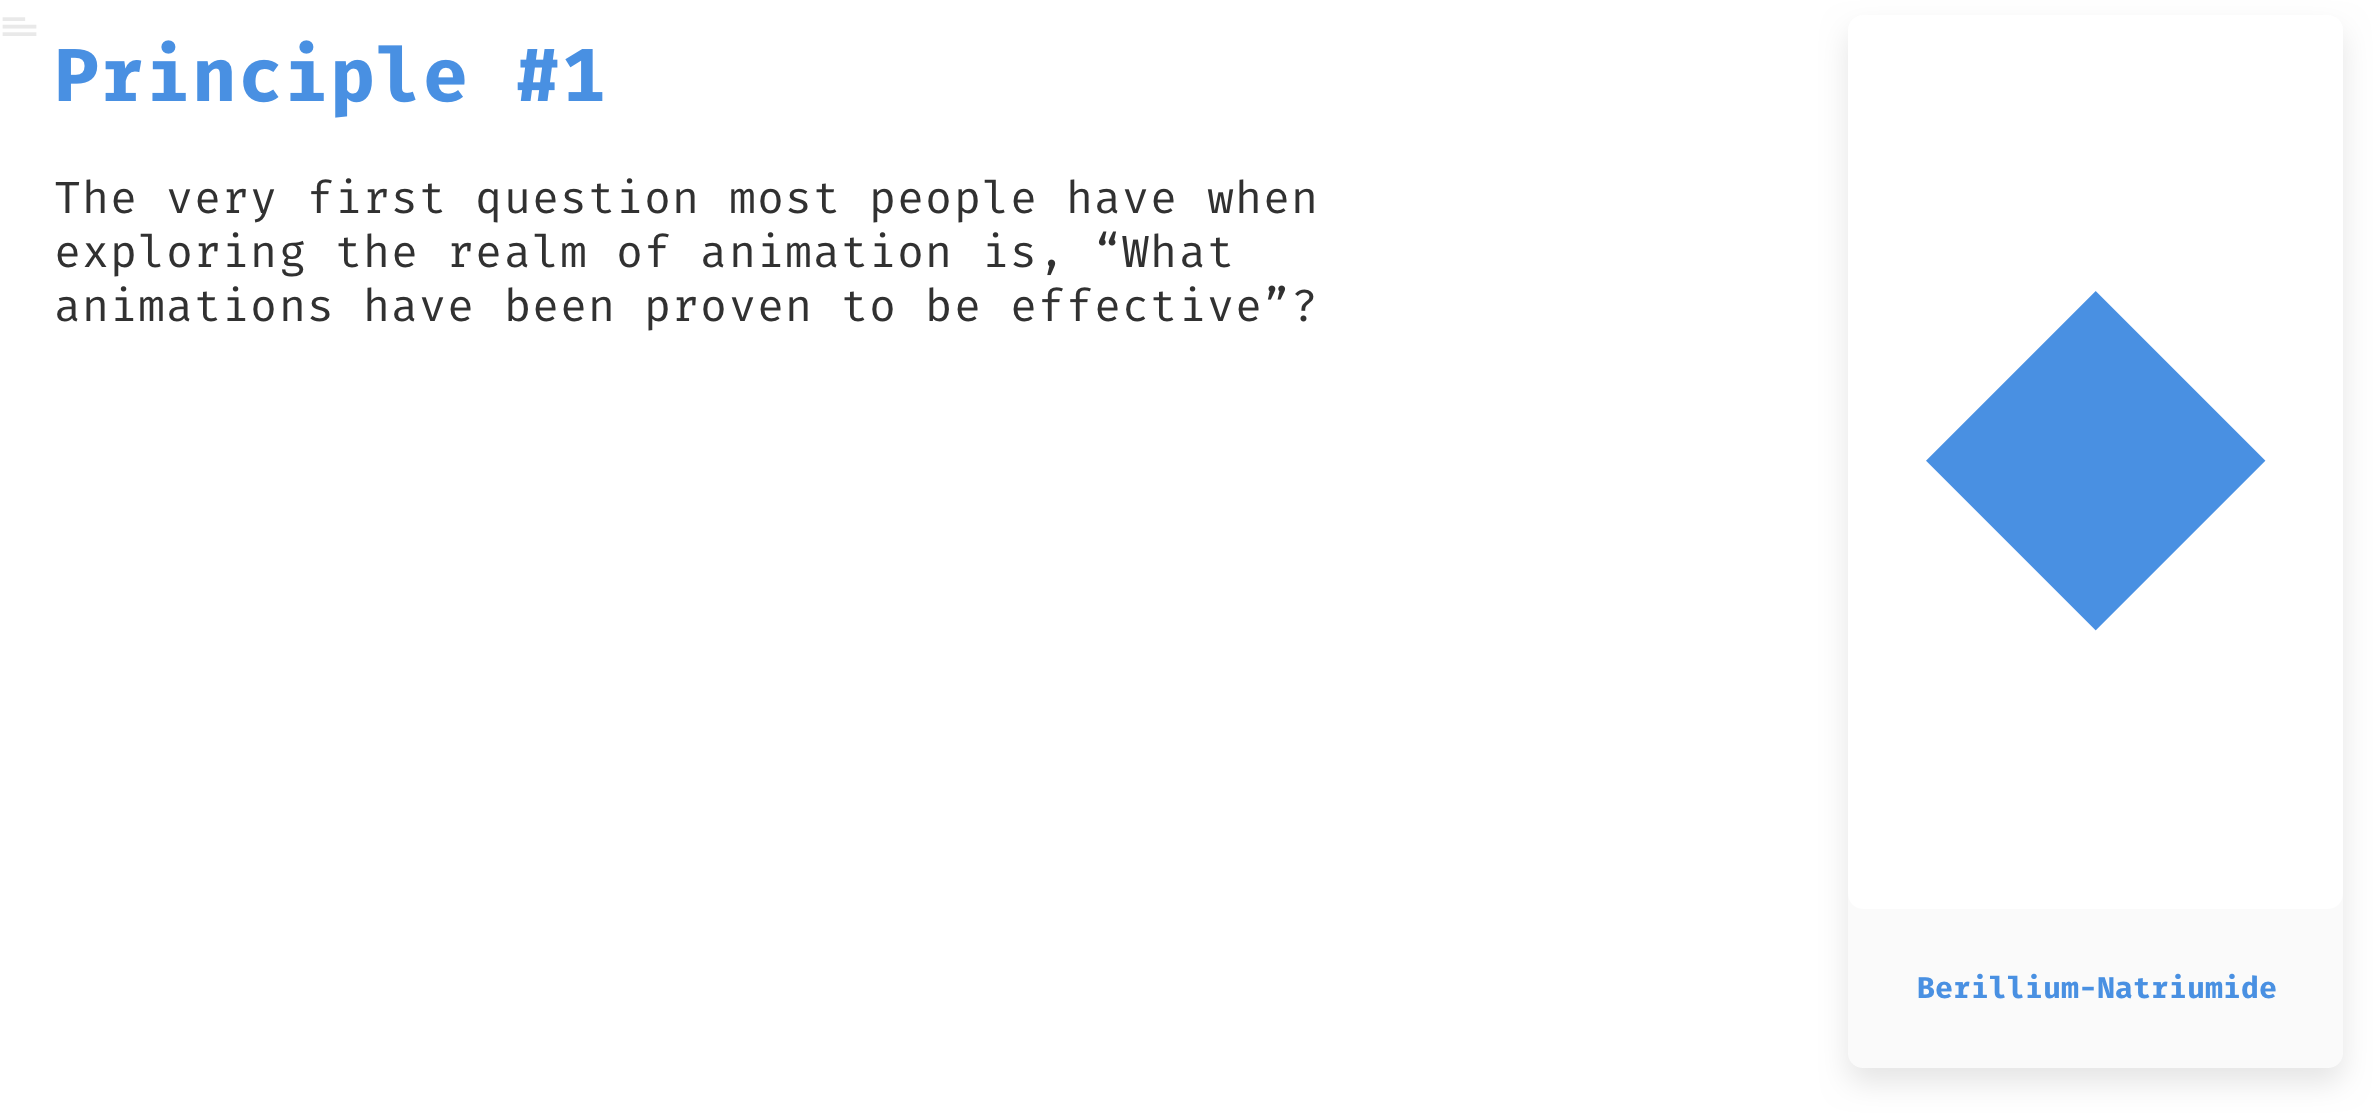 Principle #1
The very first question most people have when
exploring the realm of animation is, “What
animations have been proven to be effective”?
Berillium-Natriumide